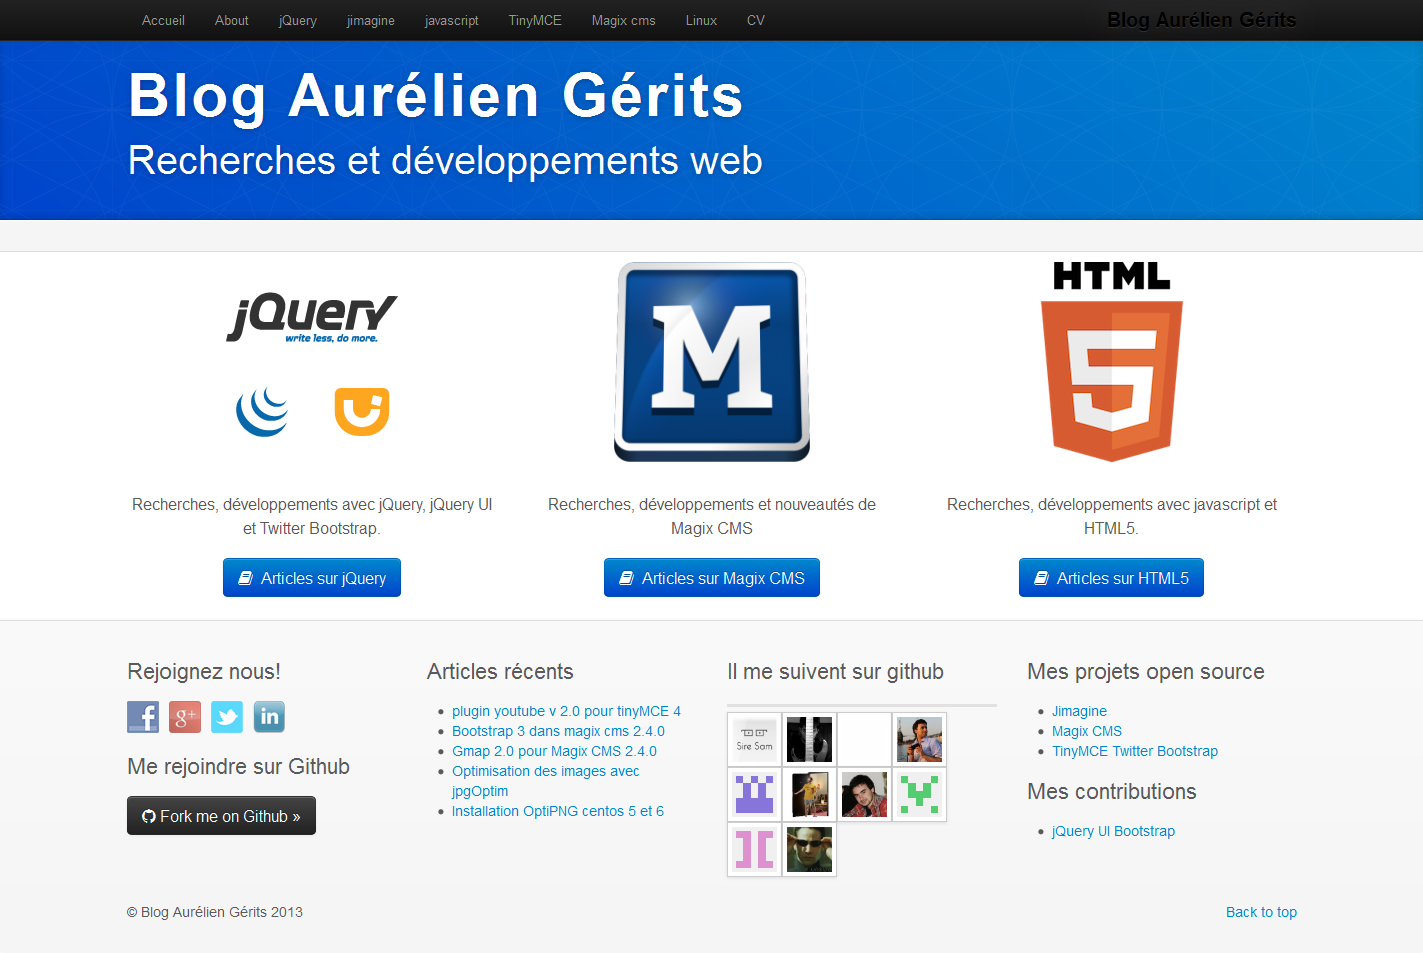 Accueil About jQuery jimagine javascript TinyMCE Magix cms Linux CV Blog Aurélien Gérits
Blog Aurélien Gérits
Recherches et développements web
jQuery
write less, do more.
M
HTML
5
Recherches, développements avec jQuery, jQuery UI
et Twitter Bootstrap.
Articles sur jQuery
Recherches, développements et nouveautés de
Magix CMS
Articles sur Magix CMS
Recherches, développements avec javascript et
HTML5.
Articles sur HTML5
Rejoignez nous!
f g+ in
Me rejoindre sur Github
Fork me on Github »
Articles récents
plugin youtube v 2.0 pour tinyMCE 4
Bootstrap 3 dans magix cms 2.4.0
Gmap 2.0 pour Magix CMS 2.4.0
Optimisation des images avec
jpgOptim
Installation OptiPNG centos 5 et 6
Il me suivent sur github
Sire Sam
Mes projets open source
Jimagine
Magix CMS
TinyMCE Twitter Bootstrap
Mes contributions
jQuery UI Bootstrap
© Blog Aurélien Gérits 2013
Back to top